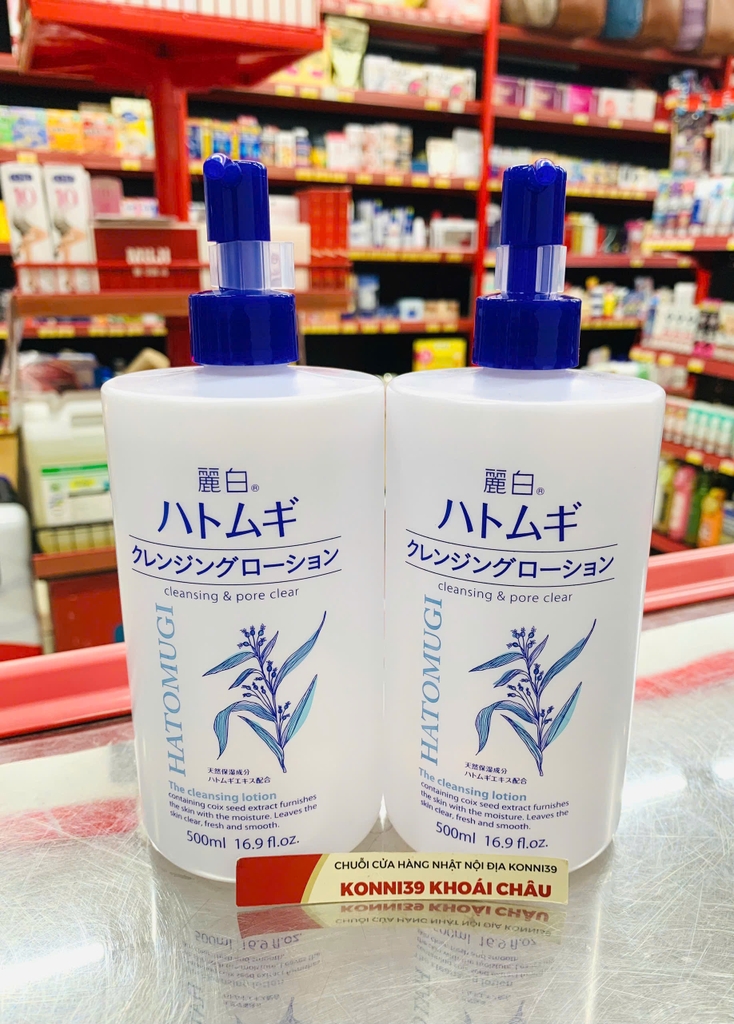 麗白®
ハトムギ
クレンジングローション
cleansing & pore clear
HATOMUGI
天然保湿成分
ハトムギエキス配合
The cleansing lotion
containing coix seed extract furnishes
the skin with the moisture. Leaves the
skin clear, fresh and smooth.
500ml 16.9 fl.oz.
麗白®
ハトムギ
クレンジングローション
cleansing & pore clear
HATOMUGI
天然保湿成分
ハトムギエキス配合
The cleansing lotion
containing coix seed extract furnishes
the skin with the moisture. Leaves the
skin clear, fresh and smooth.
500ml 16.9 fl.oz.
CHUỖI CỬA HÀNG NHẬT NỘI ĐỊA KONNI39
KONNI39 KHOÁI CHÂU
10
10
MUJI